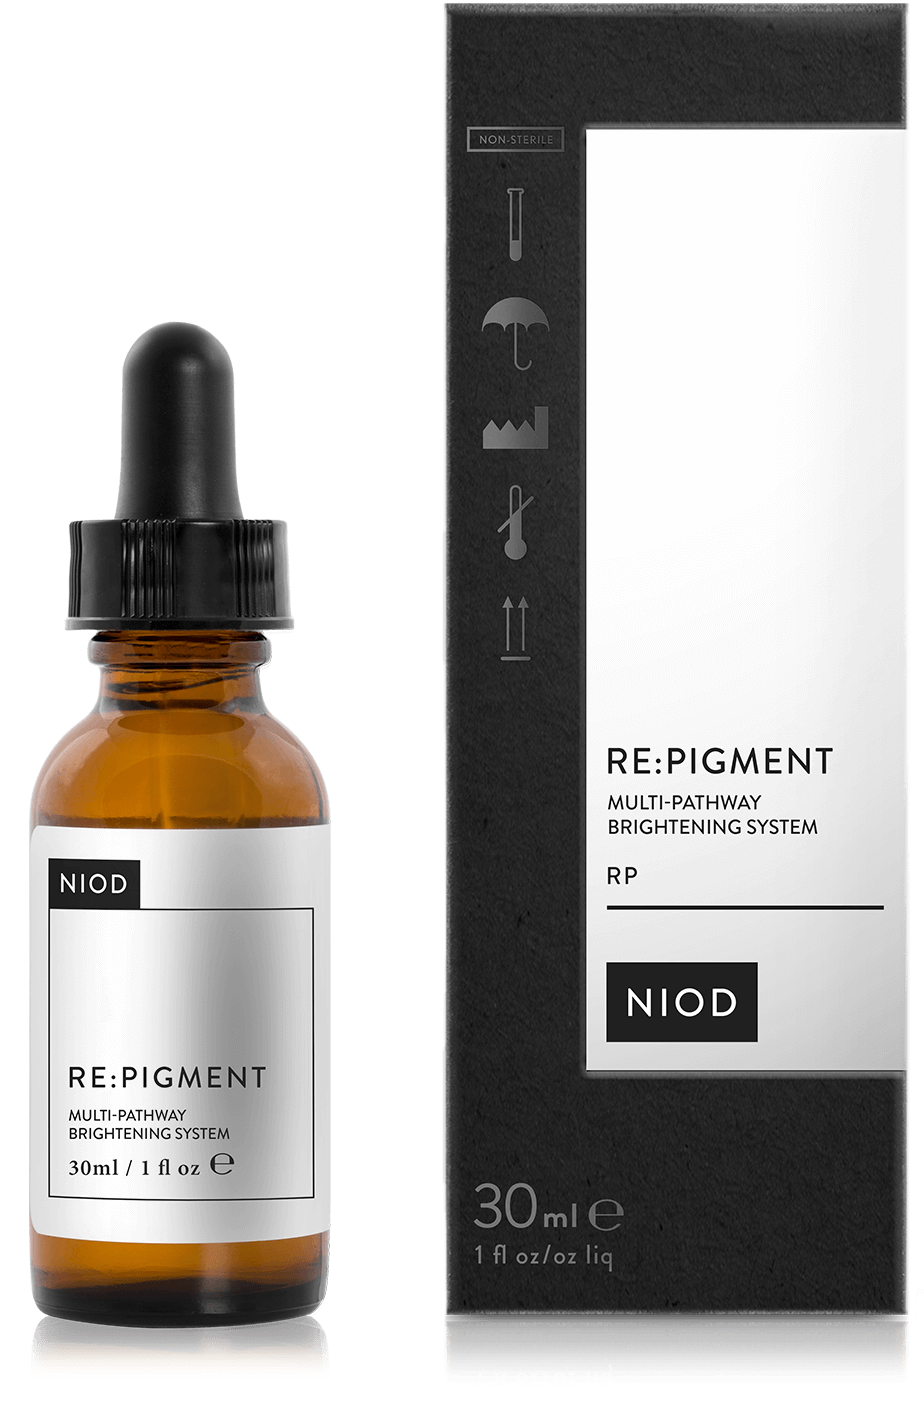 NIOD
RE:PIGMENT
MULTI-PATHWAY
BRIGHTENING SYSTEM
30ml / 1 fl oz ℮
NON-STERILE
RE:PIGMENT
MULTI-PATHWAY
BRIGHTENING SYSTEM
RP
NIOD
30ml ℮
1 fl oz/oz liq